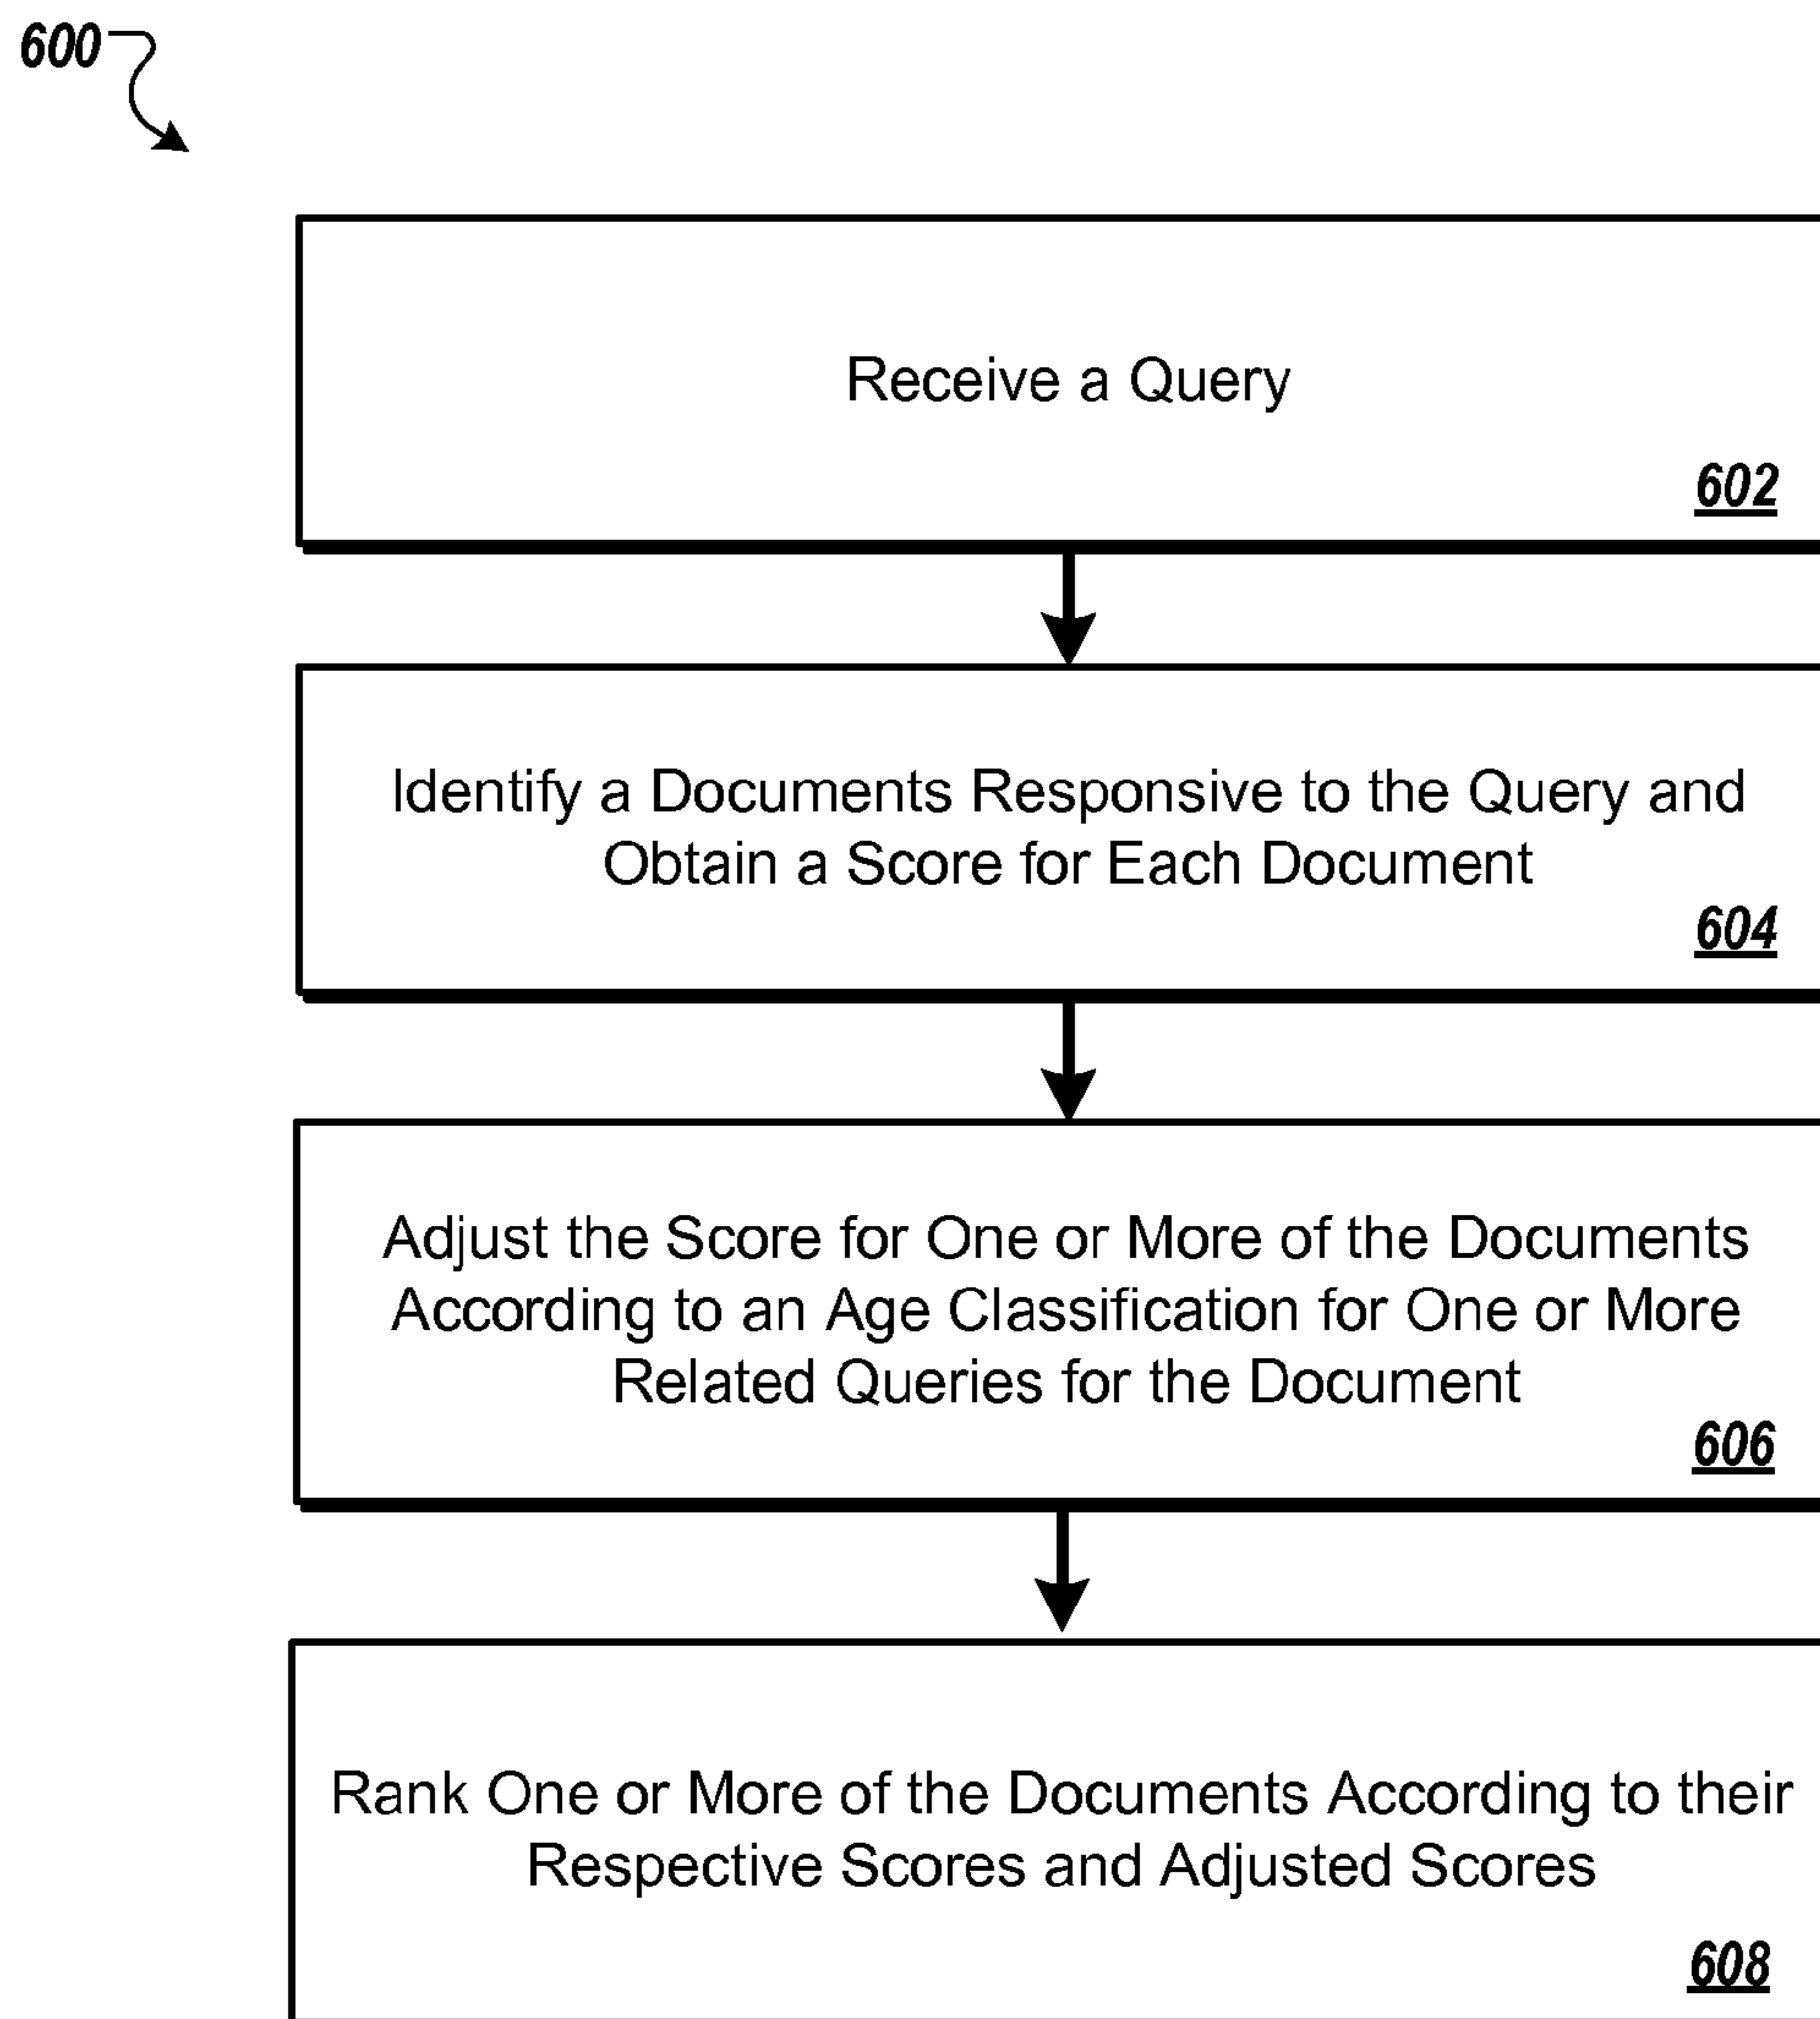 600
Receive a Query
602
Identify a Documents Responsive to the Query and
Obtain a Score for Each Document
604
Adjust the Score for One or More of the Documents
According to an Age Classification for One or More
Related Queries for the Document
606
Rank One or More of the Documents According to their
Respective Scores and Adjusted Scores
608